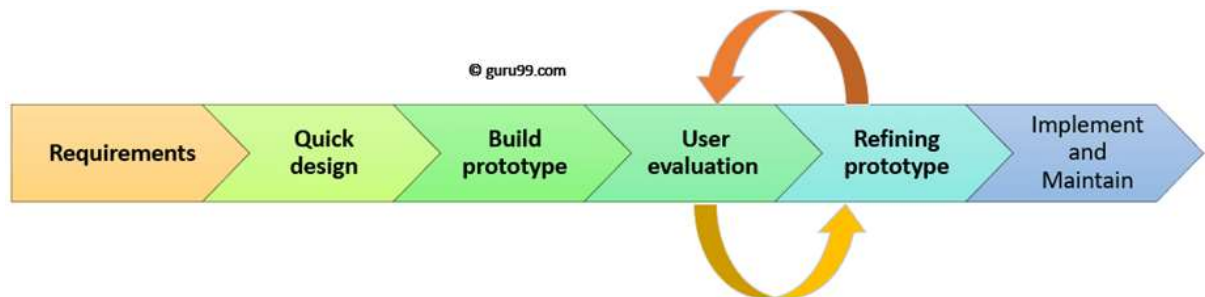 © guru99.com
Requirements
Quick
design
Build
prototype
User
evaluation
Refining
prototype
Implement
and
Maintain